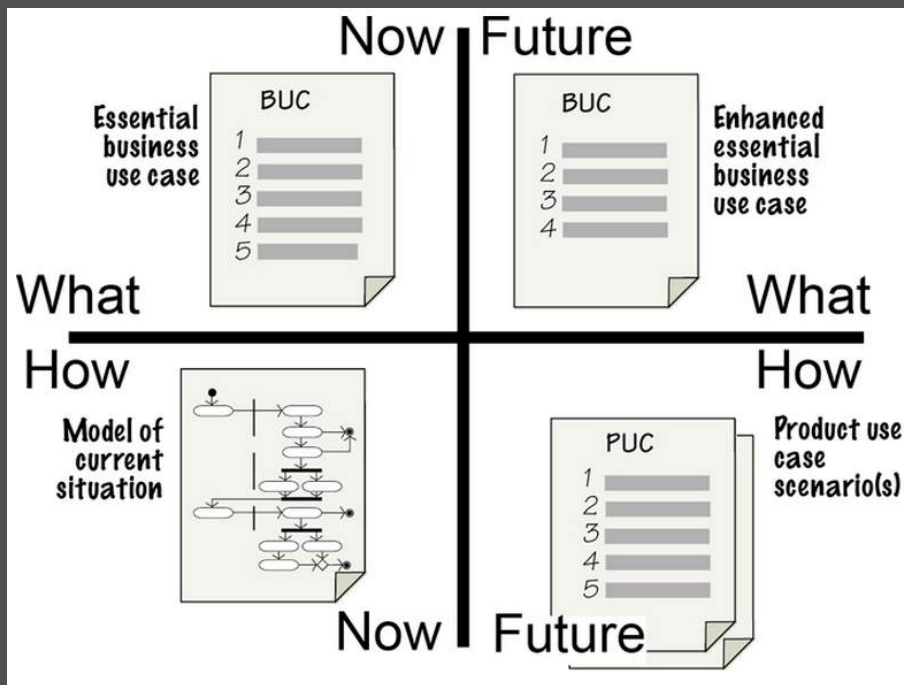 Now Future
BUC
Essential
business
use case
1
2
3
4
5
BUC
Enhanced
essential
business
use case
1
2
3
4
What What
How How
Model of
current
situation
PUC
Product use
case
scenario(s)
1
2
3
4
5
Now Future